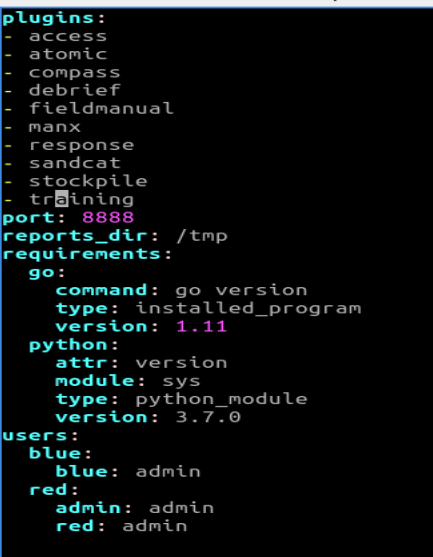 plugins:
- access
- atomic
- compass
- debrief
- fieldmanual
- manx
- response
- sandcat
- stockpile
- training
port: 8888
reports_dir: /tmp
requirements:
  go:
    command: go version
    type: installed_program
    version: 1.11
  python:
    attr: version
    module: sys
    type: python_module
    version: 3.7.0
users:
  blue:
    blue: admin
  red:
    admin: admin
    red: admin